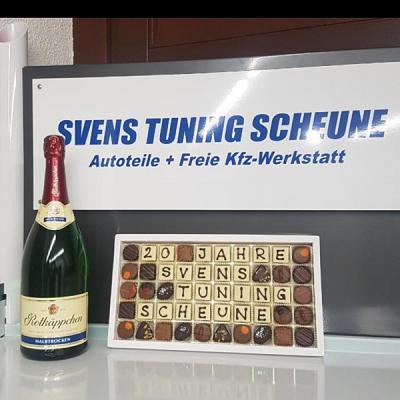 SVENS TUNING SCHEUNE
Autoteile + Freie Kfz-Werkstatt
Rotkäppchen
HALBTROCKEN
20 JAHRE
SVENS
TUNING
SCHEUNE